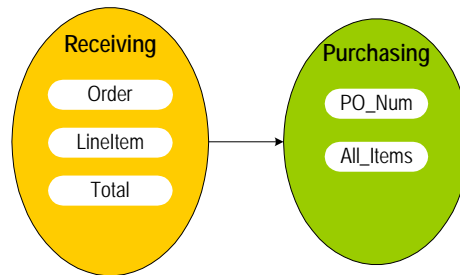 Receiving
Order
LineItem
Total
Purchasing
PO_Num
All_Items